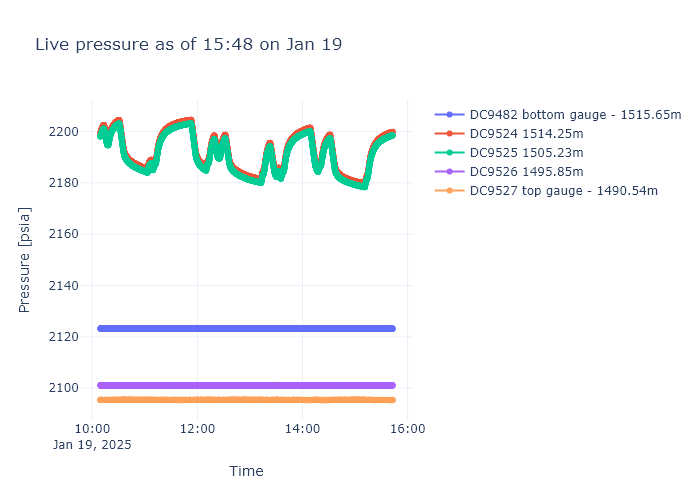 Live pressure as of 15:48 on Jan 19
DC9482 bottom gauge - 1515.65m
DC9524 1514.25m
DC9525 1505.23m
DC9526 1495.85m
DC9527 top gauge - 1490.54m
Pressure [psia]
2200
2180
2160
2140
2120
2100
10:00
12:00
14:00
16:00
Jan 19, 2025
Time